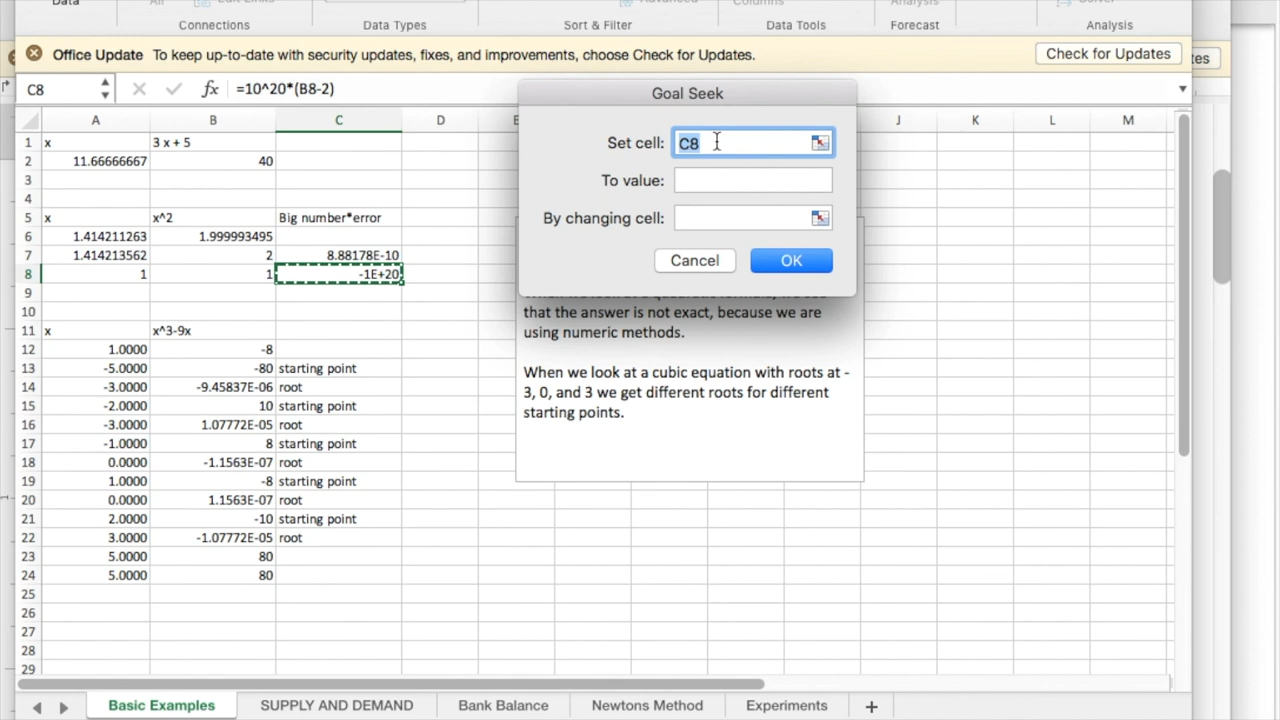 Data
All
Edit Links
Advanced
Columns
Analysis
Solver
Connections
Data Types
Sort & Filter
Data Tools
Forecast
Analysis
Office Update To keep up-to-date with security updates, fixes, and improvements, choose Check for Updates.
Check for Updates
tes
C8
fx =10^20*(B8-2)
A B C D E J K L M
1 x 3 x + 5
2 11.66666667 40
3
4
5 x x^2 Big number*error
6 1.414211263 1.999993495
7 1.414213562 2 8.88178E-10
8 1 1 -1E+20
9
10
11 x x^3-9x
12 1.0000 -8
13 -5.0000 -80 starting point
14 -3.0000 -9.45837E-06 root
15 -2.0000 10 starting point
16 -3.0000 1.07772E-05 root
17 -1.0000 8 starting point
18 0.0000 -1.1563E-07 root
19 1.0000 -8 starting point
20 0.0000 1.1563E-07 root
21 2.0000 -10 starting point
22 3.0000 -1.07772E-05 root
23 5.0000 80
24 5.0000 80
25
26
27
28
29
Goal Seek
Set cell: C8
To value:
By changing cell:
Cancel OK
that the answer is not exact, because we are
using numeric methods.
When we look at a cubic equation with roots at -
3, 0, and 3 we get different roots for different
starting points.
Basic Examples SUPPLY AND DEMAND Bank Balance Newtons Method Experiments +